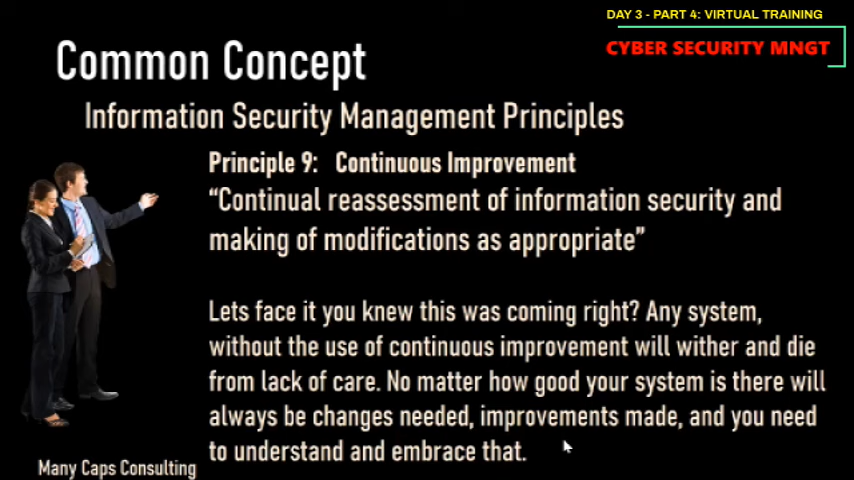 DAY 3 - PART 4: VIRTUAL TRAINING
CYBER SECURITY MNGT
Common Concept
Information Security Management Principles
Principle 9: Continuous Improvement
“Continual reassessment of information security and
making of modifications as appropriate”
Lets face it you knew this was coming right? Any system,
without the use of continuous improvement will wither and die
from lack of care. No matter how good your system is there will
always be changes needed, improvements made, and you need
to understand and embrace that.
Many Caps Consulting